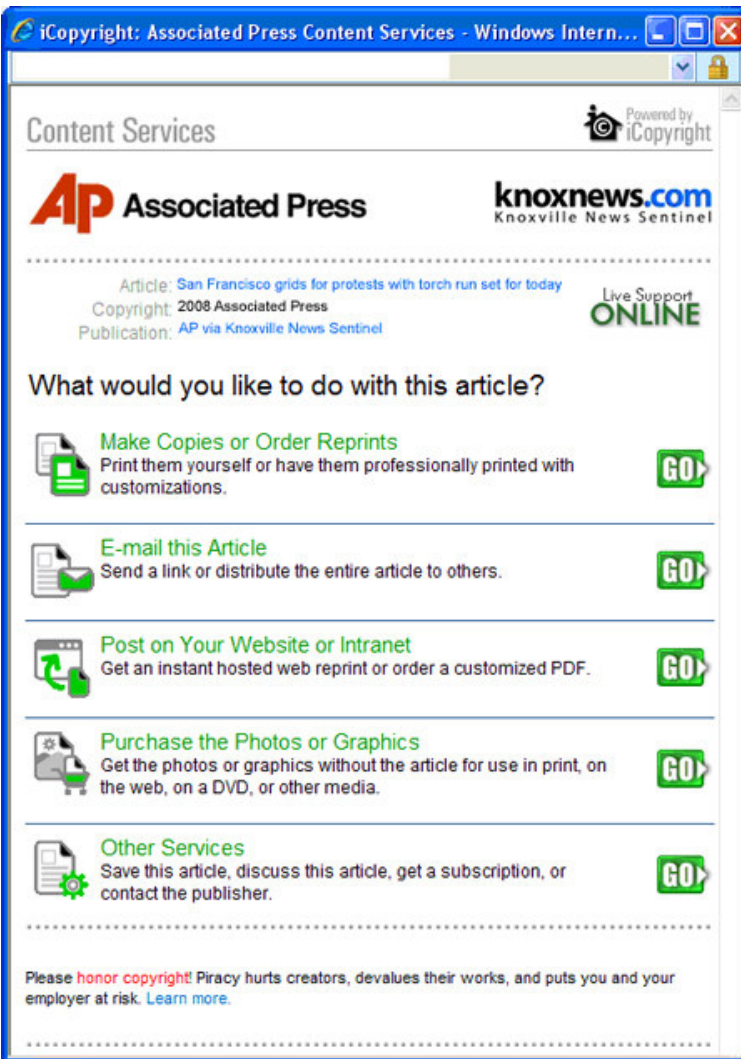 iCopyright: Associated Press Content Services - Windows Intern...
Content Services
Powered by
iCopyright
AP Associated Press
knoxnews.com
Knoxville News Sentinel
Article: San Francisco grids for protests with torch run set for today
Copyright: 2008 Associated Press
Publication: AP via Knoxville News Sentinel
Live Support
ONLINE
What would you like to do with this article?
Make Copies or Order Reprints
Print them yourself or have them professionally printed with
customizations.
GO
E-mail this Article
Send a link or distribute the entire article to others.
GO
Post on Your Website or Intranet
Get an instant hosted web reprint or order a customized PDF.
GO
Purchase the Photos or Graphics
Get the photos or graphics without the article for use in print, on
the web, on a DVD, or other media.
GO
Other Services
Save this article, discuss this article, get a subscription, or
contact the publisher.
GO
Please honor copyright! Piracy hurts creators, devalues their works, and puts you and your
employer at risk. Learn more.